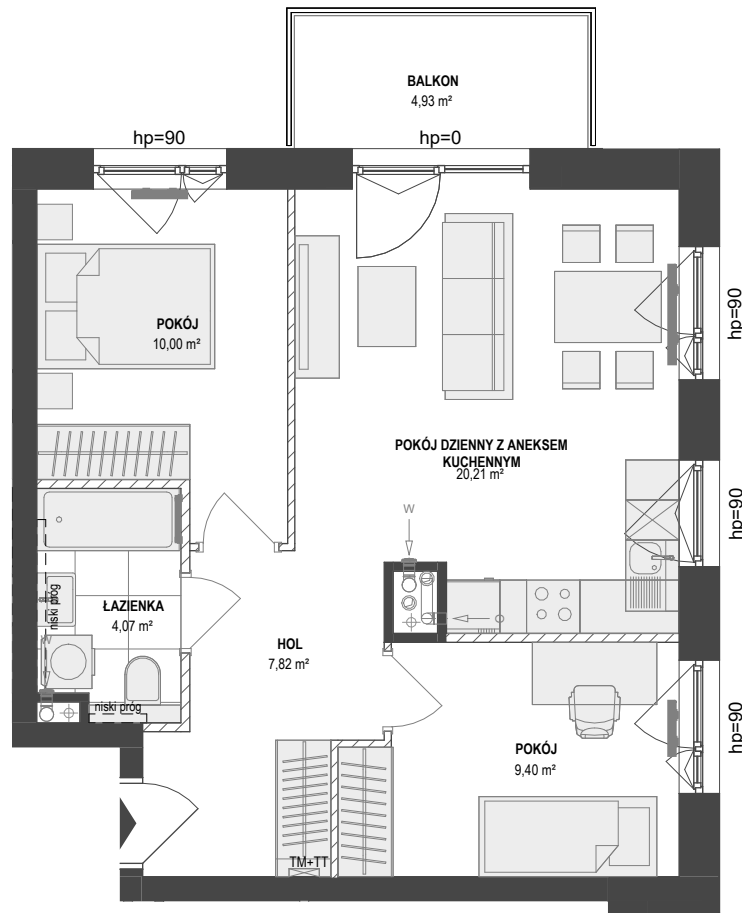 BALKON
4,93 m²
hp=90
hp=0
POKÓJ
10,00 m²
hp=90
POKÓJ DZIENNY Z ANEKSEM
KUCHENNYM
20,21 m²
hp=90
W
niski próg
ŁAZIENKA
4,07 m²
HOL
7,82 m²
W
niski próg
hp=90
POKÓJ
9,40 m²
TM+TT